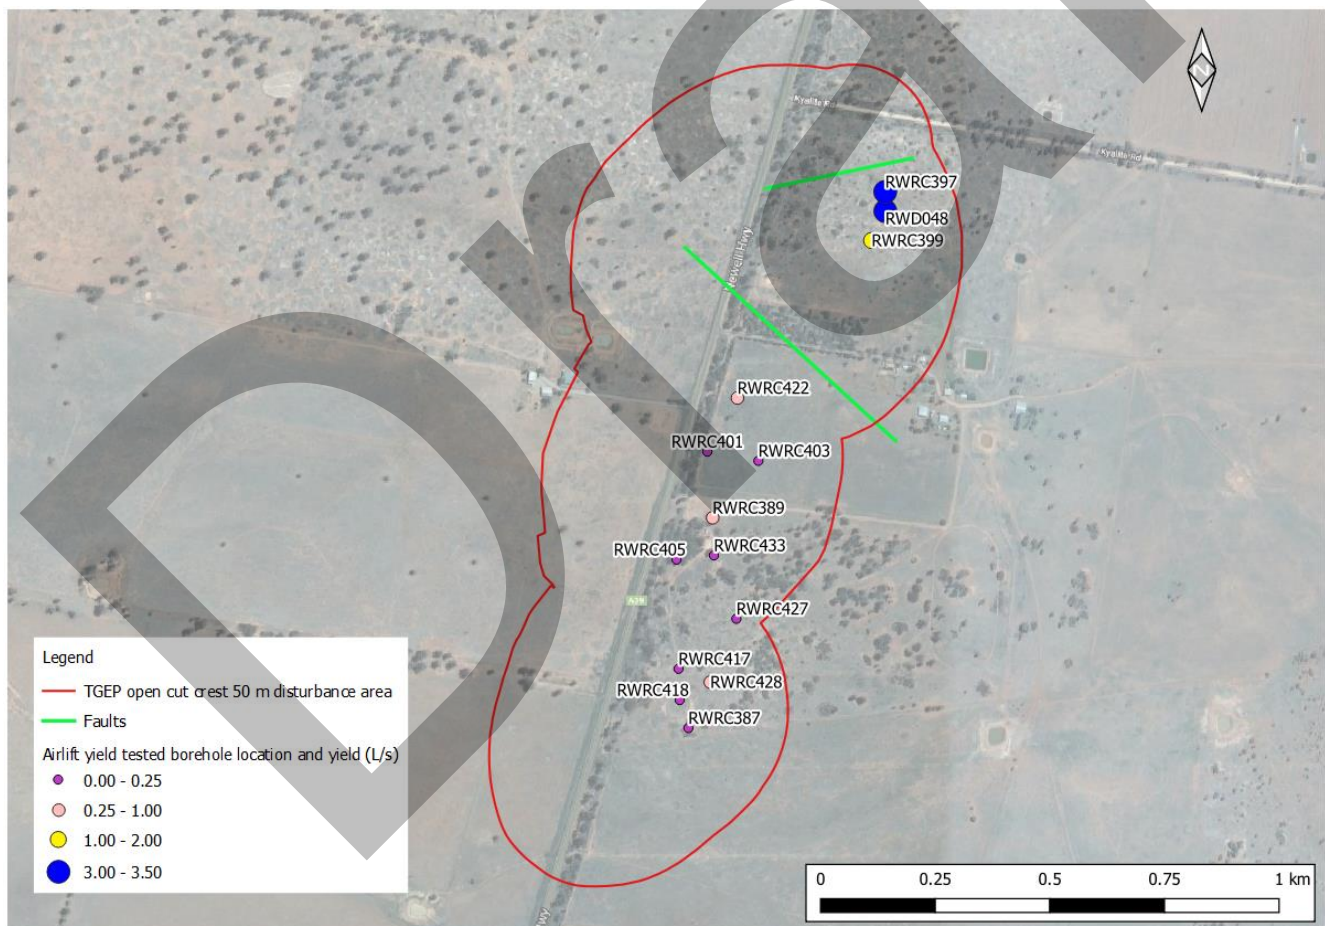 Draft
N
Kyalite Rd
Kyalite Rd
RWRC397
RWD048
RWRC399
Newell Hwy
RWRC422
RWRC401
RWRC403
RWRC389
RWRC433
RWRC405
A39
RWRC427
RWRC417
RWRC428
RWRC418
RWRC387
Hwy
Legend
TGEP open cut crest 50 m disturbance area
Faults
Airlift yield tested borehole location and yield (L/s)
0.00 - 0.25
0.25 - 1.00
1.00 - 2.00
3.00 - 3.50
0 0.25 0.5 0.75 1 km